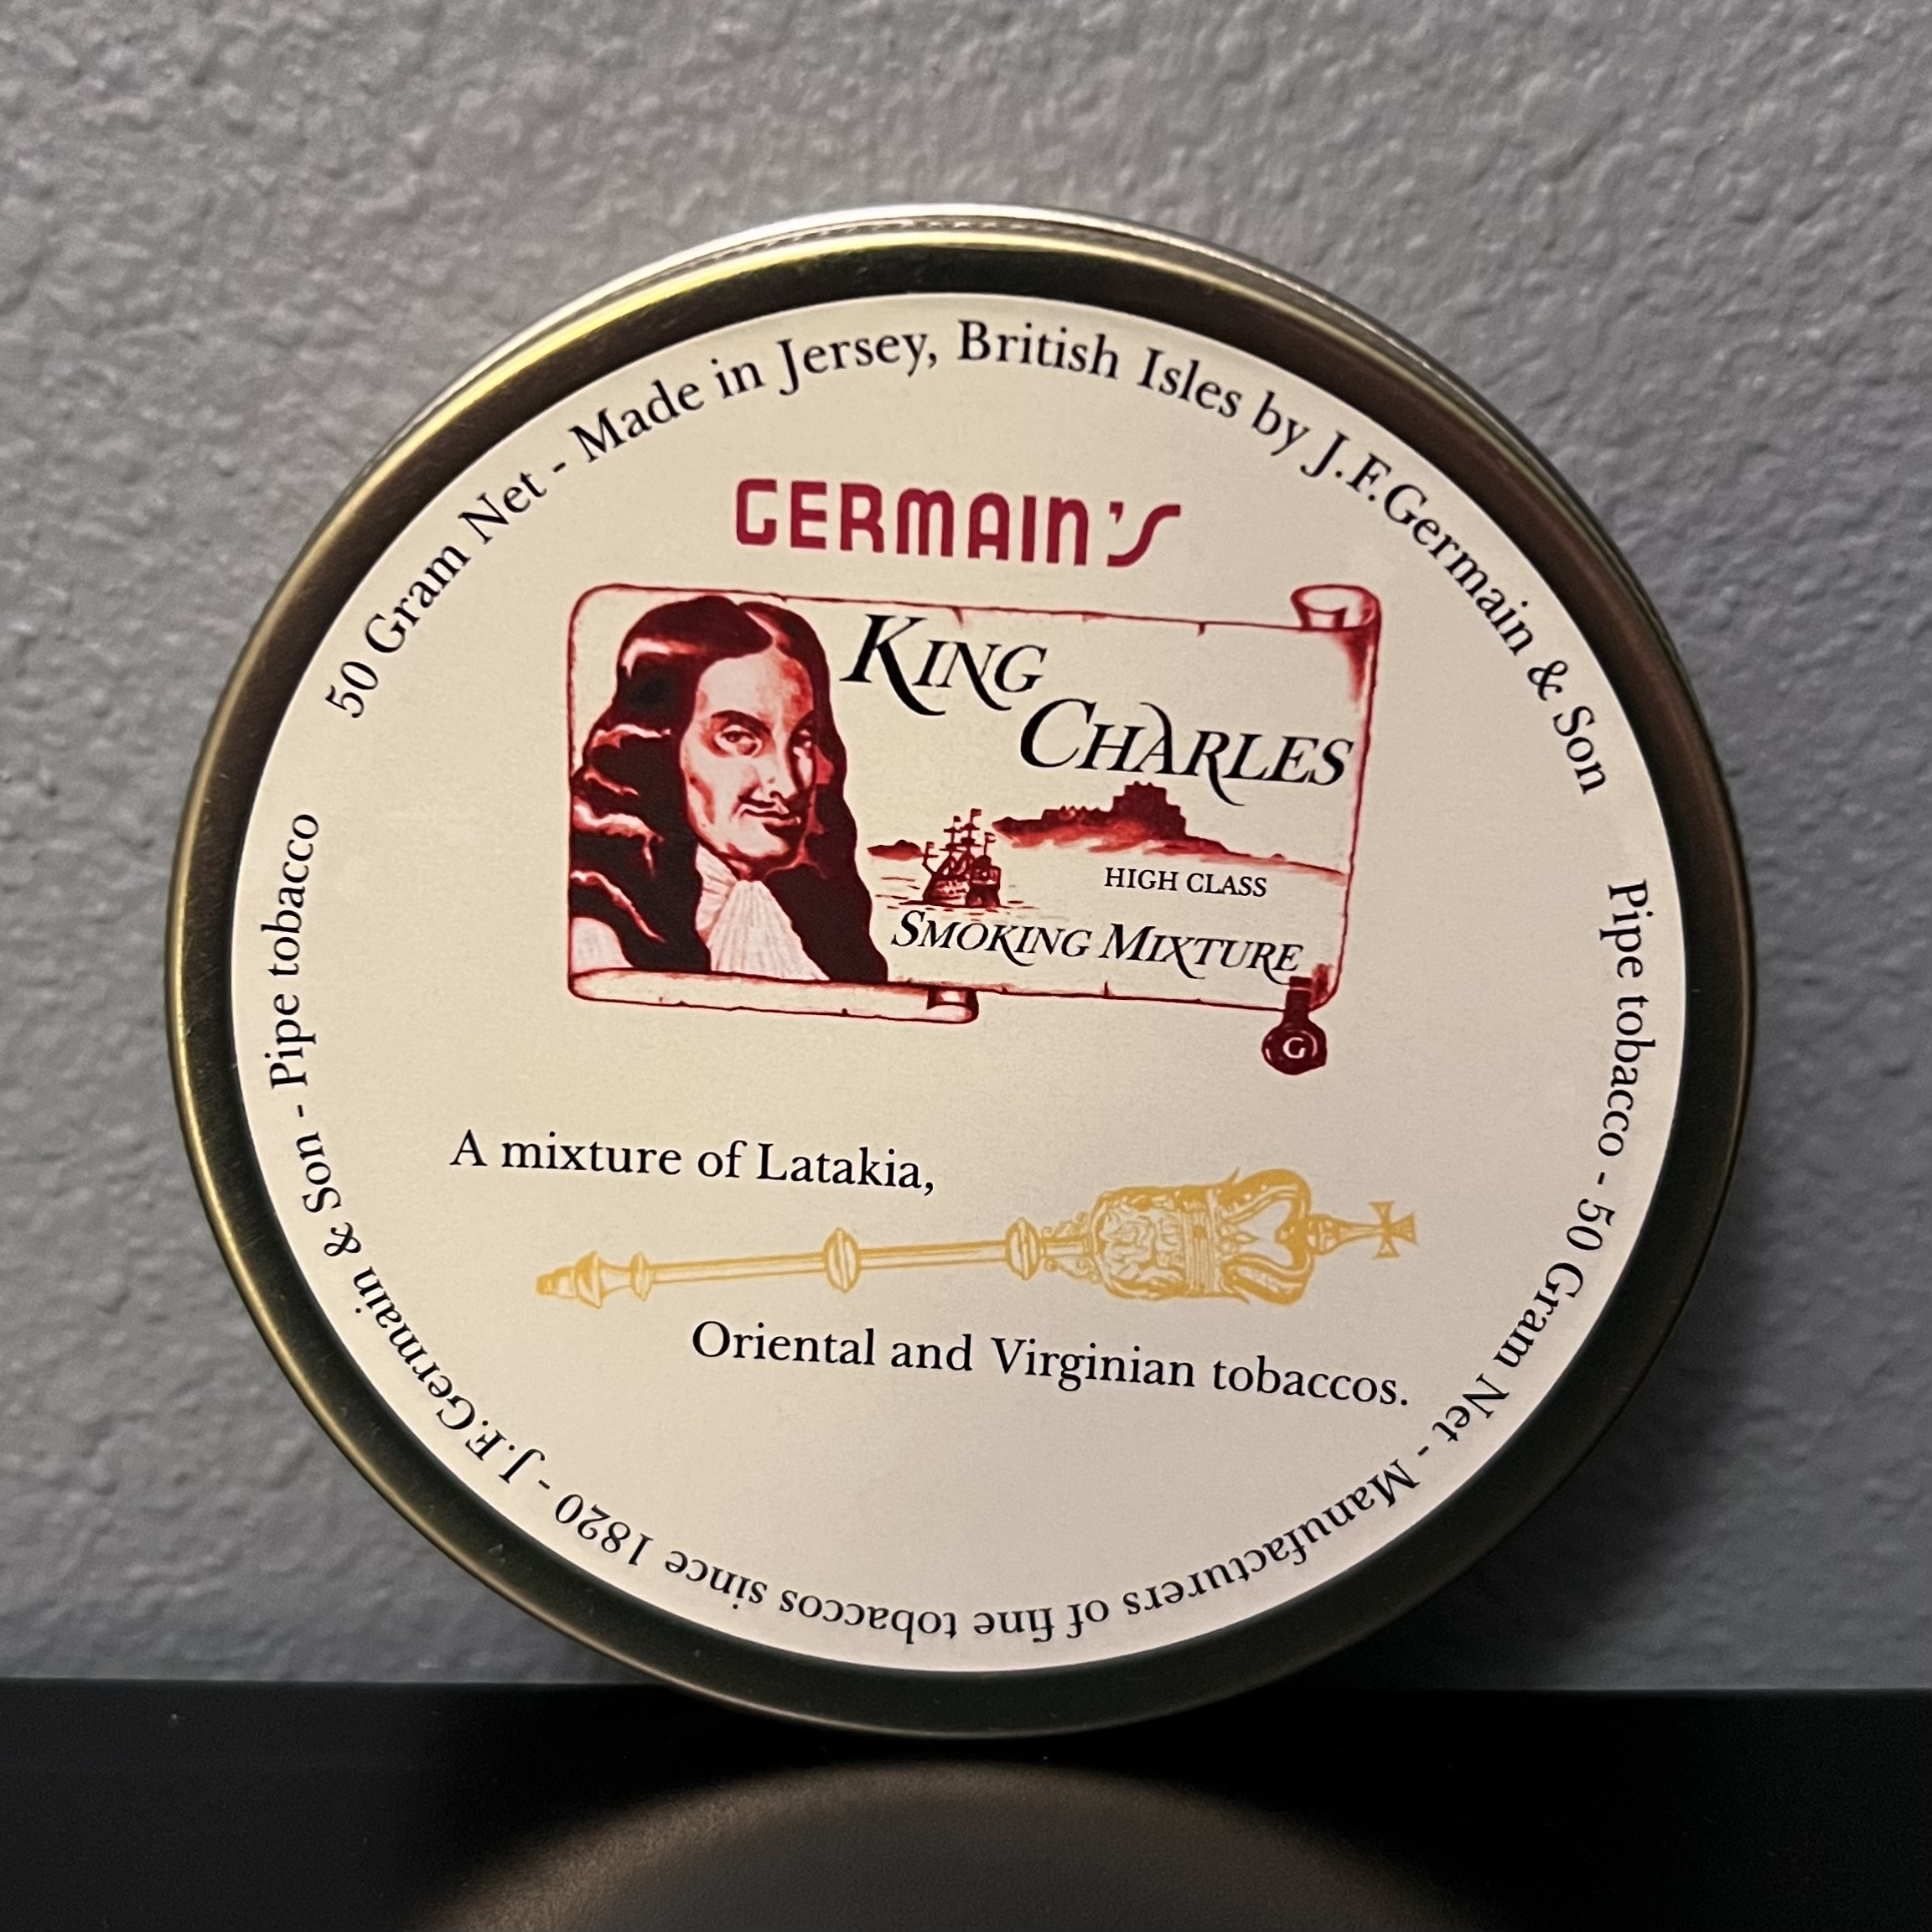 50 Gram Net - Made in Jersey, British Isles by J.F.Germain & Son
GERMAIN'S
KING
CHARLES
HIGH CLASS
SMOKING MIXTURE
G
A mixture of Latakia,
Oriental and Virginian tobaccos.
Pipe tobacco - 50 Gram Net - Manufacturers of fine tobaccos since 1820 - J.F.Germain & Son - Pipe tobacco